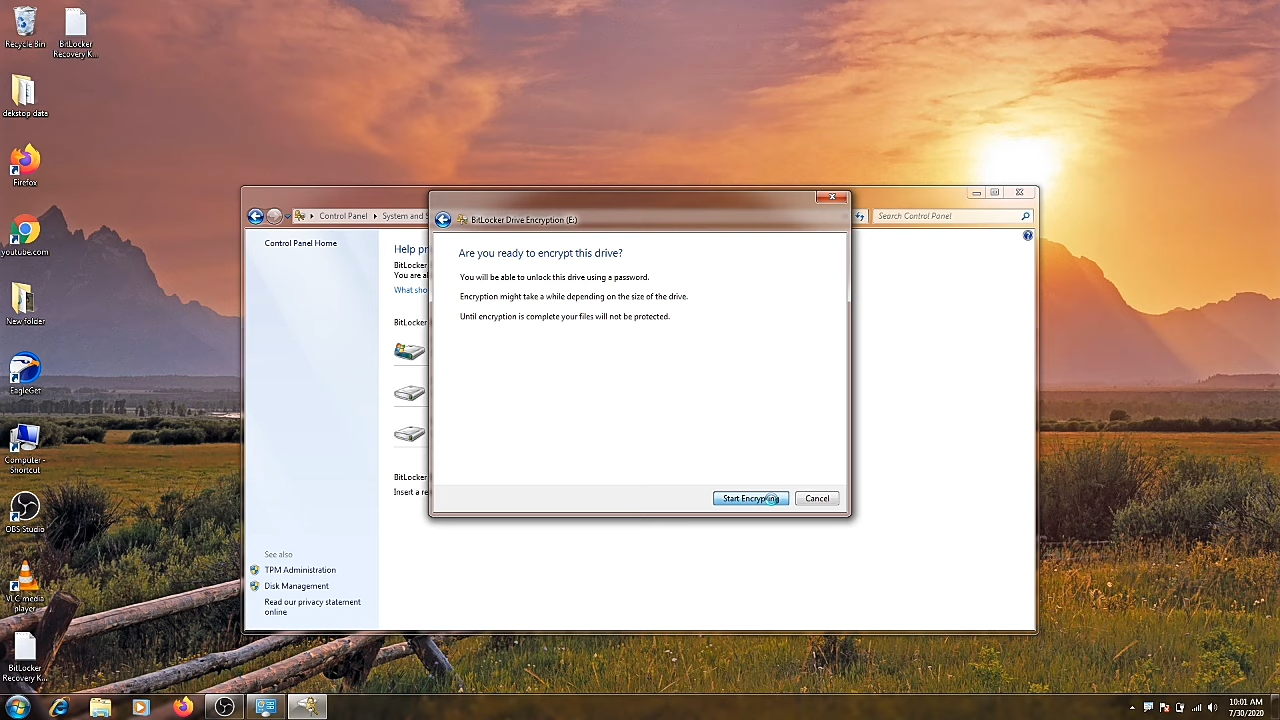 Recycle Bin
BitLocker
Recovery K...
dekstop data
Firefox
youtube.com
New folder
EagleGet
Computer -
Shortcut
OBS Studio
VLC media
player
BitLocker
Recovery K...
Control Panel
System and S
Search Control Panel
Control Panel Home
Help pr
BitLocker
You are al
What sho
BitLocker
BitLocker
Insert a re
See also
TPM Administration
Disk Management
Read our privacy statement
online
BitLocker Drive Encryption (E:)
Are you ready to encrypt this drive?
You will be able to unlock this drive using a password.
Encryption might take a while depending on the size of the drive.
Until encryption is complete your files will not be protected.
Start Encrypting
Cancel
10:01 AM
7/30/2020